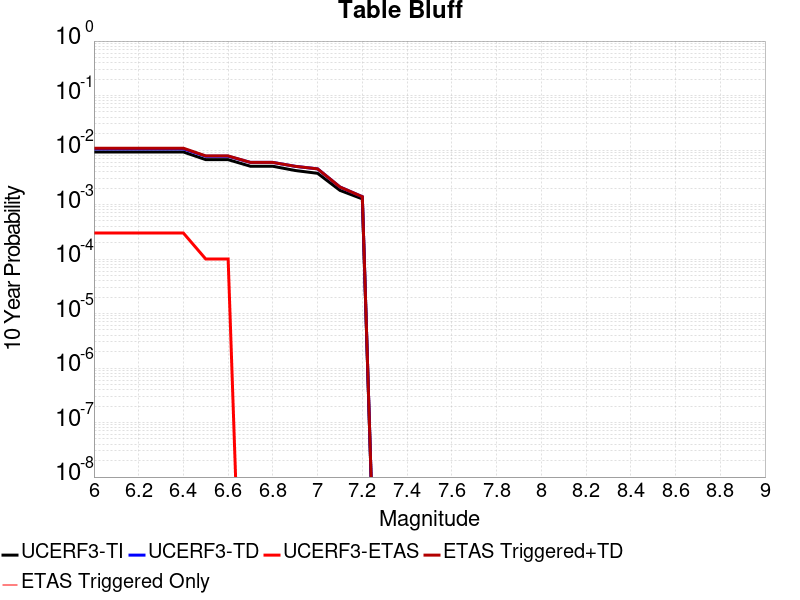 Table Bluff
10 Year Probability
10^0
10^-1
10^-2
10^-3
10^-4
10^-5
10^-6
10^-7
10^-8
6 6.2 6.4 6.6 6.8 7 7.2 7.4 7.6 7.8 8 8.2 8.4 8.6 8.8 9
Magnitude
UCERF3-TI UCERF3-TD UCERF3-ETAS ETAS Triggered+TD
ETAS Triggered Only